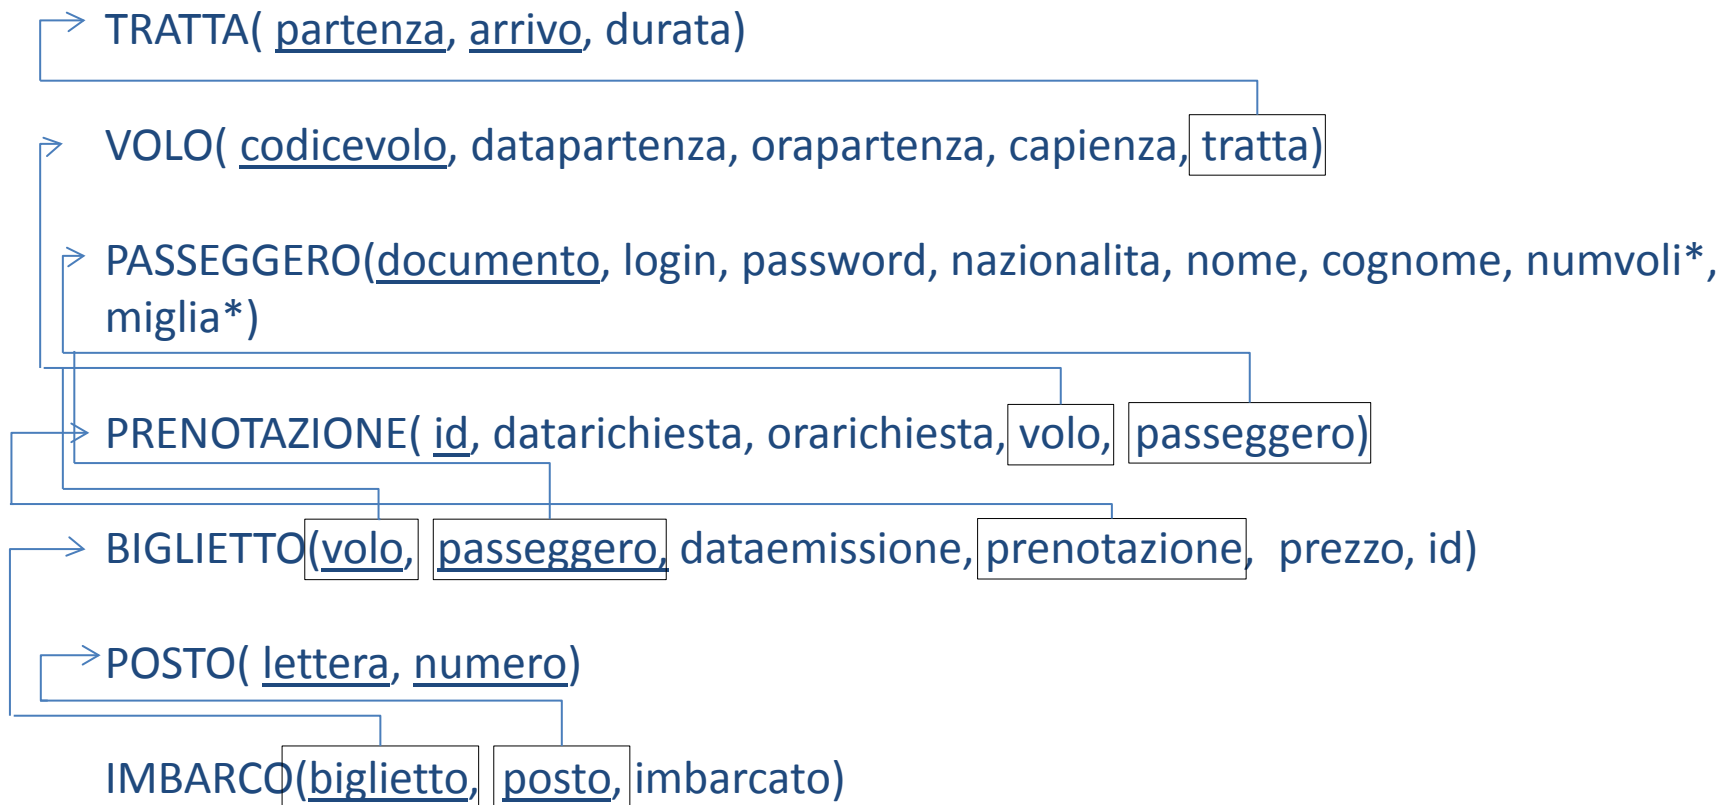 TRATTA( partenza, arrivo, durata)
VOLO( codicevolo, datapartenza, orapartenza, capienza, tratta)
PASSEGGERO(documento, login, password, nazionalita, nome, cognome, numvoli*,
miglia*)
PRENOTAZIONE( id, datarichiesta, orarichiesta, volo, passeggero)
BIGLIETTO(volo, passeggero, dataemissione, prenotazione, prezzo, id)
POSTO( lettera, numero)
IMBARCO(biglietto, posto, imbarcato)